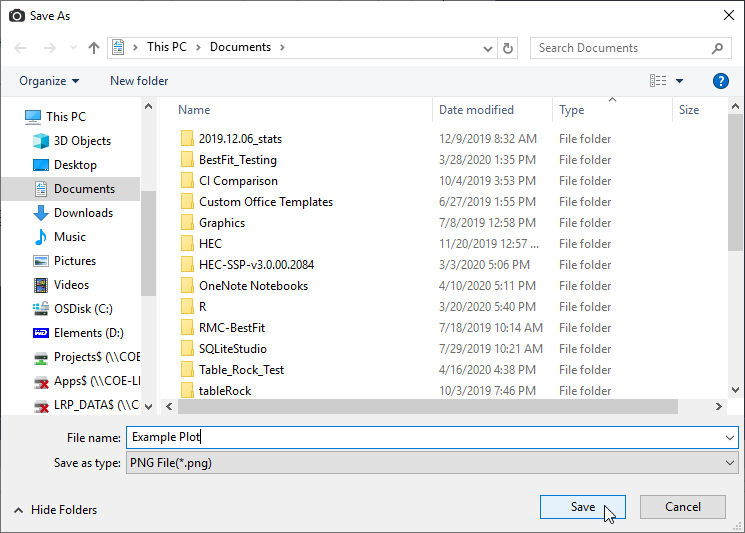 Save As
This PC > Documents >
Search Documents
Organize
New folder
?
Name Date modified Type Size
This PC
3D Objects
Desktop
Documents
Downloads
Music
Pictures
Videos
OSDisk (C:)
Elements (D:)
Projects$ (\\COE-
Apps$ (\\COE-LI
LRP_DATA$ (\\C
2019.12.06_stats 12/9/2019 8:32 AM File folder
BestFit_Testing 3/28/2020 1:35 PM File folder
CI Comparison 10/4/2019 3:53 PM File folder
Custom Office Templates 6/27/2019 1:55 PM File folder
Graphics 7/8/2019 12:58 PM File folder
HEC 11/20/2019 12:57 ... File folder
HEC-SSP-v3.0.00.2084 3/3/2020 5:06 PM File folder
OneNote Notebooks 4/10/2020 5:11 PM File folder
R 3/20/2020 5:40 PM File folder
RMC-BestFit 7/18/2019 10:14 AM File folder
SQLiteStudio 7/29/2019 10:21 AM File folder
Table_Rock_Test 4/16/2020 4:38 PM File folder
tableRock 10/3/2019 7:46 PM File folder
File name: Example Plot
Save as type: PNG File(*.png)
Hide Folders
Save
Cancel